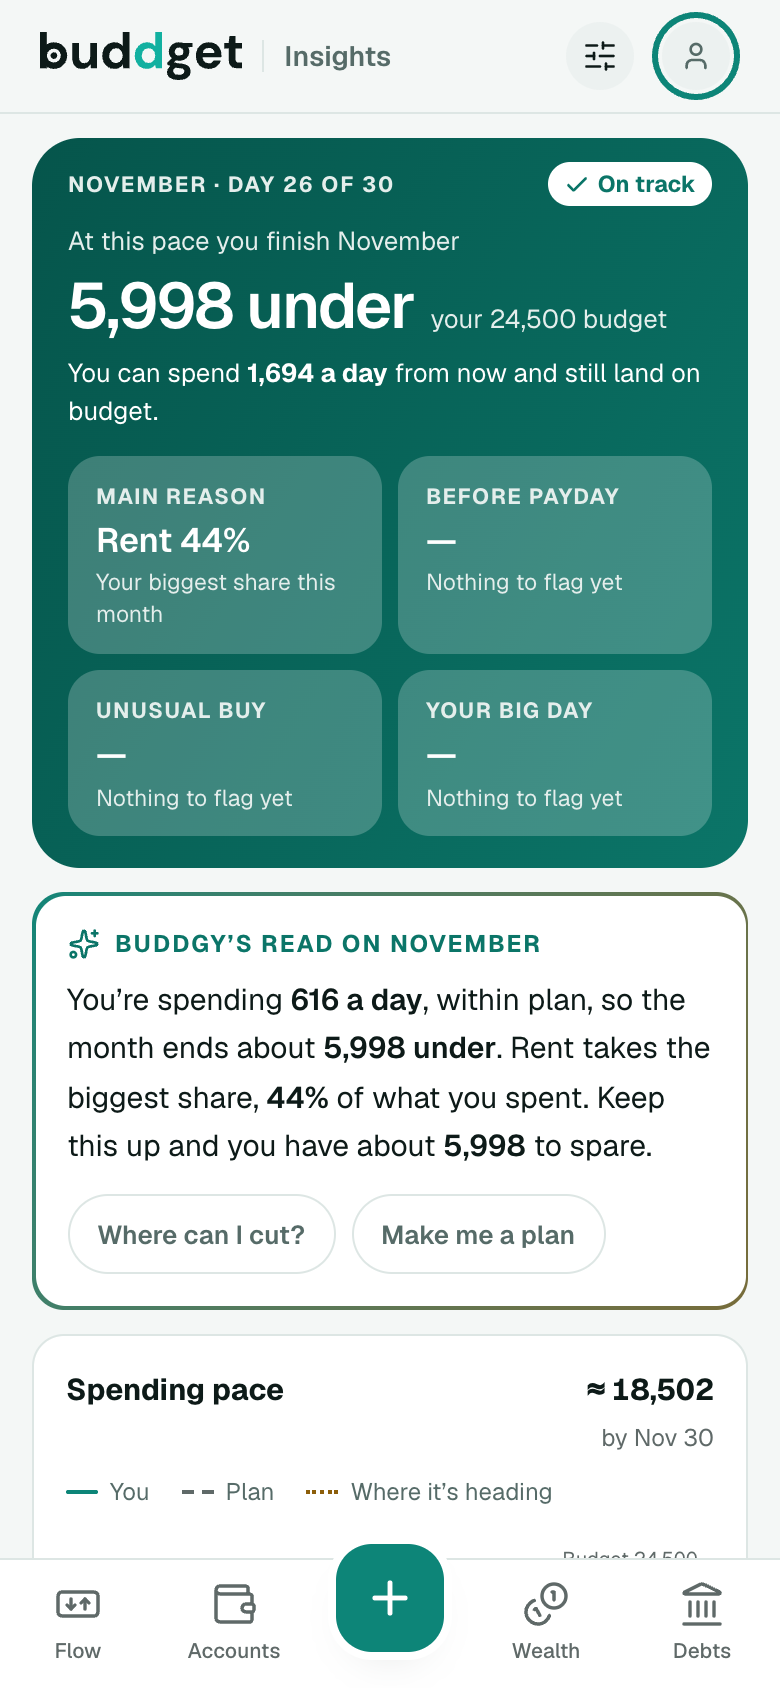 buddget
Insights
NOVEMBER · DAY 26 OF 30
On track
At this pace you finish November
5,998 under your 24,500 budget
You can spend 1,694 a day from now and still land on
budget.
MAIN REASON
Rent 44%
Your biggest share this
month
BEFORE PAYDAY
—
Nothing to flag yet
UNUSUAL BUY
—
Nothing to flag yet
YOUR BIG DAY
—
Nothing to flag yet
BUDDGY’S READ ON NOVEMBER
You’re spending 616 a day, within plan, so the
month ends about 5,998 under. Rent takes the
biggest share, 44% of what you spent. Keep
this up and you have about 5,998 to spare.
Where can I cut?
Make me a plan
Spending pace
≈ 18,502
by Nov 30
You
Plan
Where it’s heading
Budget 24,500
Flow
Accounts
Wealth
Debts